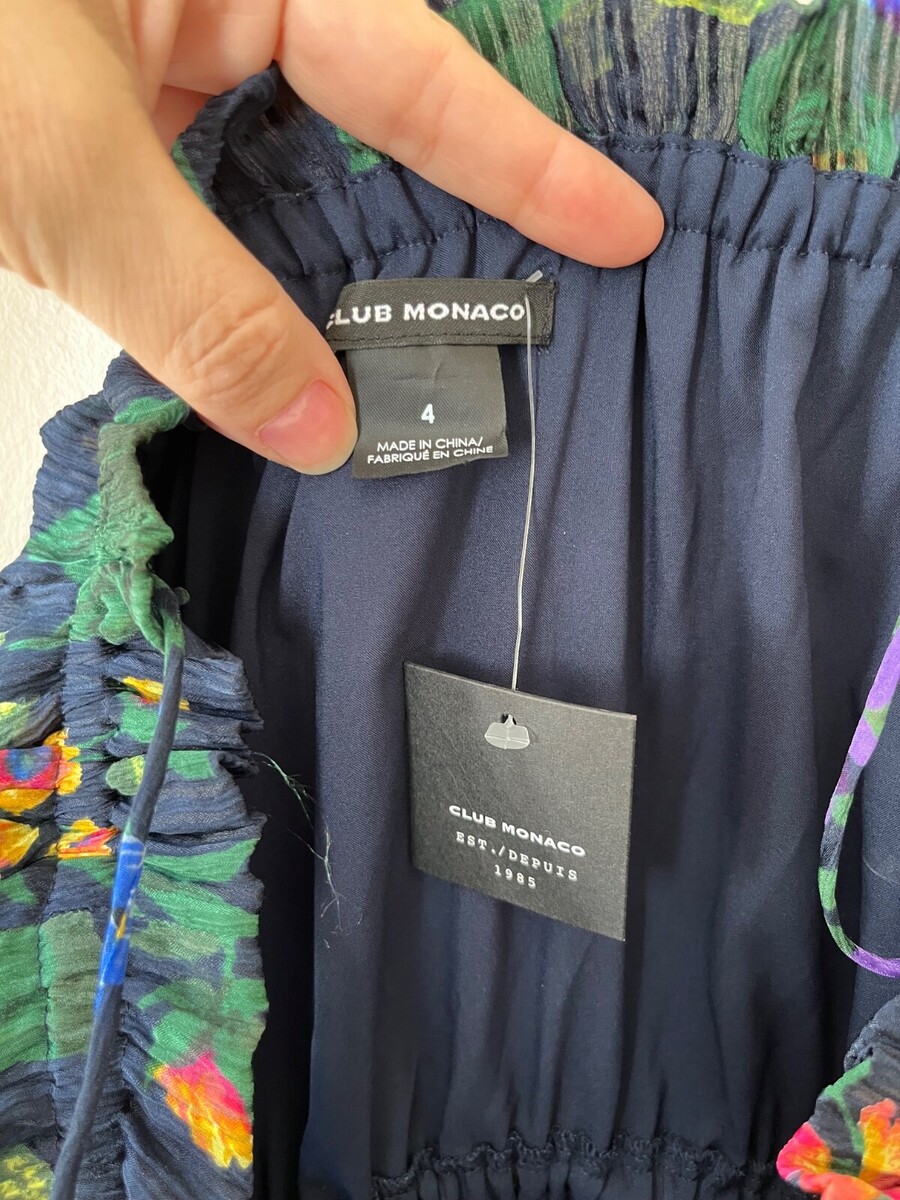 CLUB MONACO
4
MADE IN CHINA/
FABRIQUÉ EN CHINE
CLUB MONACO
EST./DEPUIS
1985